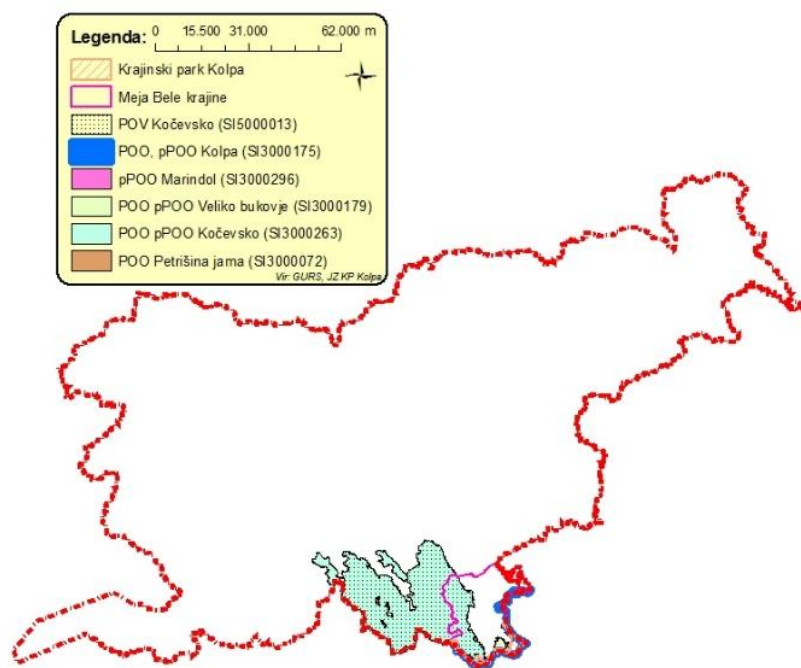 Legenda: 0 15.500 31.000 62.000 m
Krajinski park Kolpa
Meja Bele krajine
POV Kočevsko (SI5000013)
POO, pPOO Kolpa (SI3000175)
pPOO Marindol (SI3000296)
POO pPOO Veliko bukovje (SI3000179)
POO pPOO Kočevsko (SI3000263)
POO Petrišina jama (SI3000072)
Vir: GURS, JZ KP Kolpa